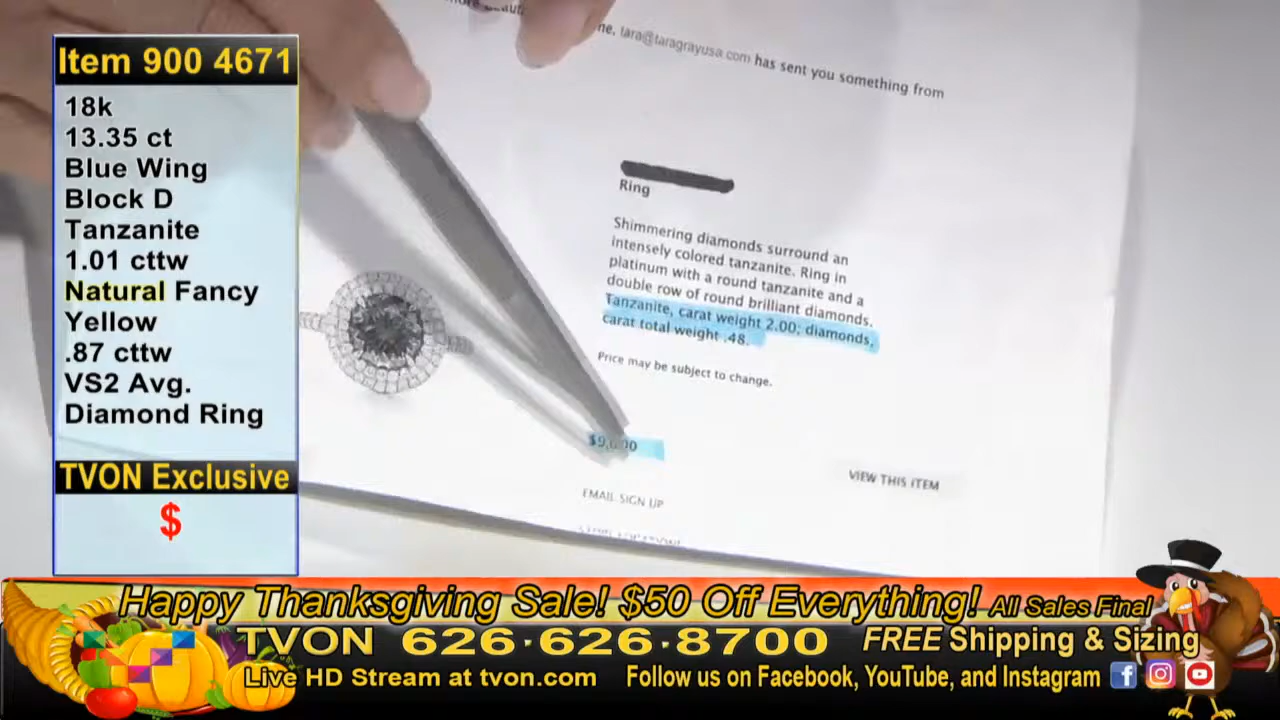 Item 900 4671
18k
13.35 ct
Blue Wing
Block D
Tanzanite
1.01 cttw
Natural Fancy
Yellow
.87 cttw
VS2 Avg.
Diamond Ring
TVON Exclusive
$
tara@taragrayusa.com has sent you something from
Ring
Shimmering diamonds surround an
intensely colored tanzanite. Ring in
platinum with a round tanzanite and a
double row of round brilliant diamonds.
Tanzanite, carat weight 2.00; diamonds,
carat total weight .48.
Price may be subject to change.
VIEW THIS ITEM
EMAIL SIGN UP
Happy Thanksgiving Sale! $50 Off Everything! All Sales Final
TVON 626·626·8700 FREE Shipping & Sizing
Live HD Stream at tvon.com Follow us on Facebook, YouTube, and Instagram